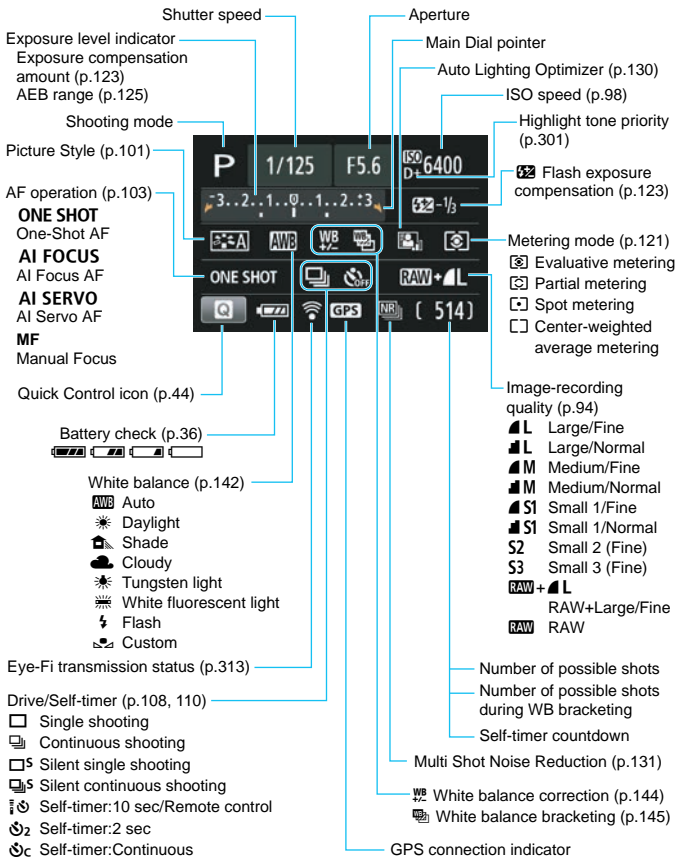 Shutter speed
Aperture
Exposure level indicator
Exposure compensation
amount (p.123)
AEB range (p.125)
Main Dial pointer
Auto Lighting Optimizer (p.130)
ISO speed (p.98)
Shooting mode
Highlight tone priority
(p.301)
Picture Style (p.101)
P 1/125 F5.6 ISO D+ 6400
-3..2..1..0..1..2.:3
-1/3
Flash exposure
compensation (p.123)
AF operation (p.103)
ONE SHOT
One-Shot AF
AI FOCUS
AI Focus AF
AI SERVO
AI Servo AF
MF
Manual Focus
A AWB WB +/- WB
ONE SHOT OFF RAW+L
Q GPS NR ( 514)
Metering mode (p.121)
Evaluative metering
Partial metering
Spot metering
Center-weighted
average metering
Quick Control icon (p.44)
Battery check (p.36)
White balance (p.142)
AWB Auto
Daylight
Shade
Cloudy
Tungsten light
White fluorescent light
Flash
Custom
Image-recording
quality (p.94)
L Large/Fine
L Large/Normal
M Medium/Fine
M Medium/Normal
S1 Small 1/Fine
S1 Small 1/Normal
S2 Small 2 (Fine)
S3 Small 3 (Fine)
RAW+L
RAW+Large/Fine
RAW RAW
Eye-Fi transmission status (p.313)
Drive/Self-timer (p.108, 110)
Single shooting
Continuous shooting
S Silent single shooting
S Silent continuous shooting
Self-timer:10 sec/Remote control
2 Self-timer:2 sec
C Self-timer:Continuous
Number of possible shots
Number of possible shots
during WB bracketing
Self-timer countdown
Multi Shot Noise Reduction (p.131)
WB +/- White balance correction (p.144)
WB White balance bracketing (p.145)
GPS connection indicator